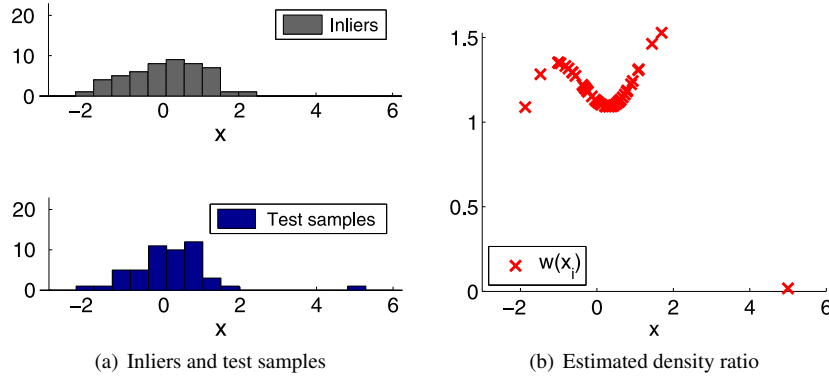 20
10
0
Inliers
−2 0 2 4 6
x
20
10
0
Test samples
−2 0 2 4 6
x
(a) Inliers and test samples
1.5
1
0.5
0
w(x_i)
−2 0 2 4 6
x
(b) Estimated density ratio